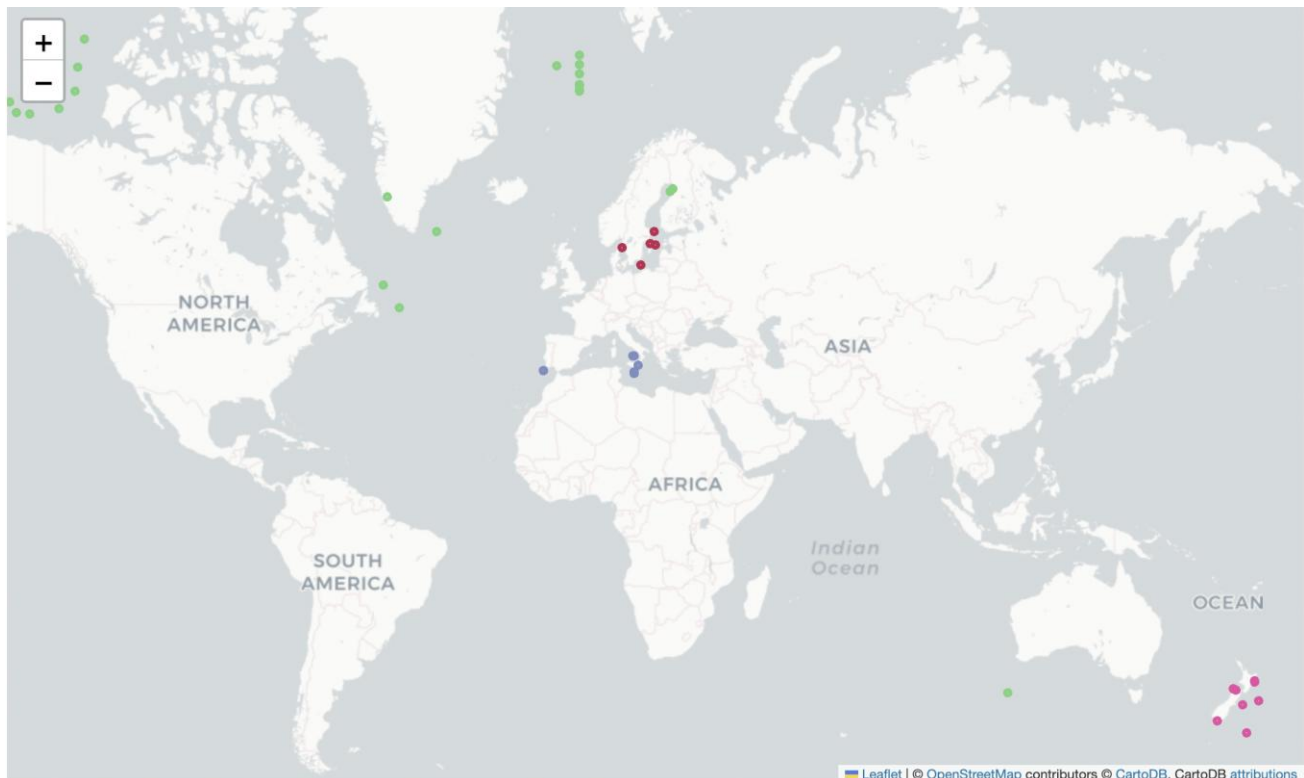 +
−
NORTH
AMERICA
ASIA
AFRICA
SOUTH
AMERICA
Indian
Ocean
OCEAN
Leaflet | © OpenStreetMap contributors © CartoDB, CartoDB attributions